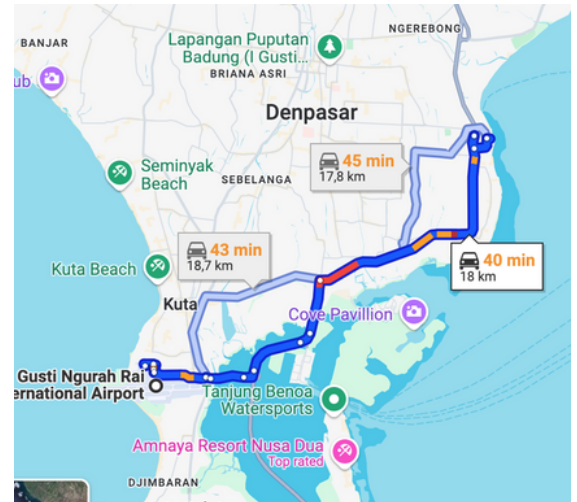 BANJAR
NGEREBONG
Lapangan Puputan
Badung (I Gusti...
BRIANA ASRI
ub
Denpasar
45 min
17,8 km
Seminyak
Beach
SEBELANGA
43 min
18,7 km
40 min
18 km
Kuta Beach
Kuta
Cove Pavillion
Gusti Ngurah Rai
ernational Airport
Tanjung Benoa
Watersports
Amnaya Resort Nusa Dua
Top rated
DJIMBARAN